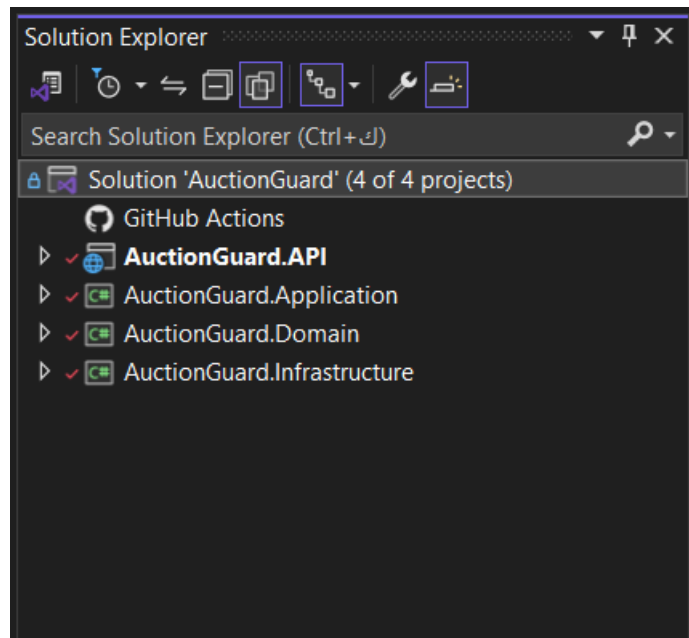 Solution Explorer
Search Solution Explorer (Ctrl+ك)
Solution 'AuctionGuard' (4 of 4 projects)
GitHub Actions
AuctionGuard.API
C# AuctionGuard.Application
C# AuctionGuard.Domain
C# AuctionGuard.Infrastructure